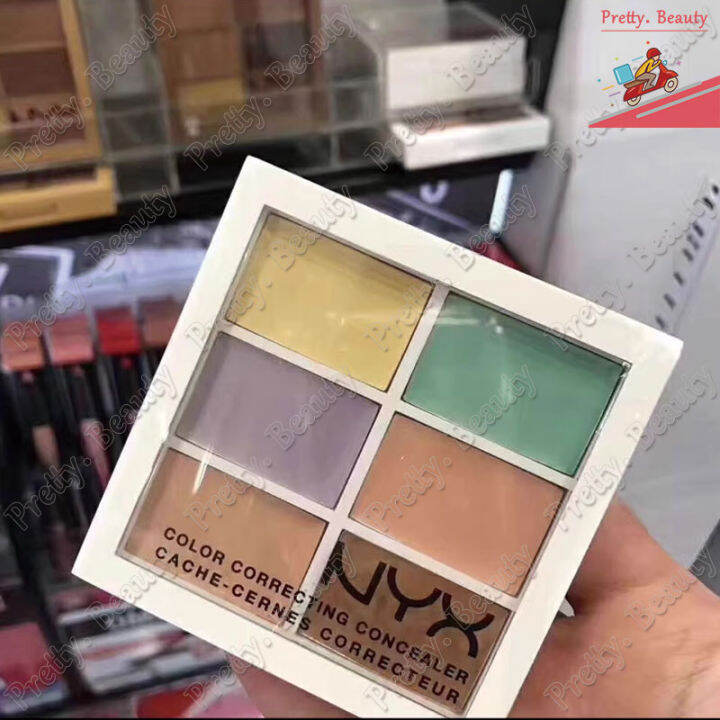 Pretty. Beauty
NYX
COLOR CORRECTING CONCEALER
CACHE-CERNES CORRECTEUR